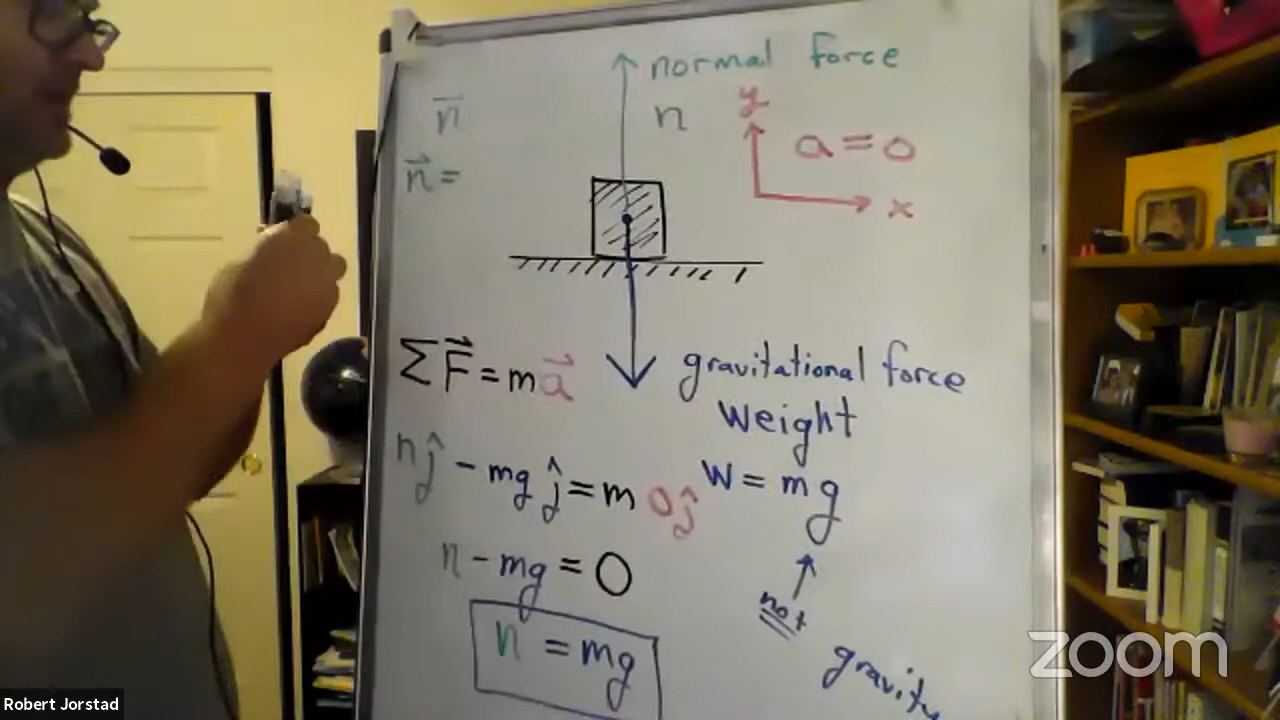 normal force
n⃗
n
y
a = 0
n⃗ =
x
ΣF⃗ = ma⃗
gravitational force
weight
nĵ - mg ĵ = m 0ĵ
W = mg
n - mg = 0
not
n = mg
gravity
zoom
Robert Jorstad